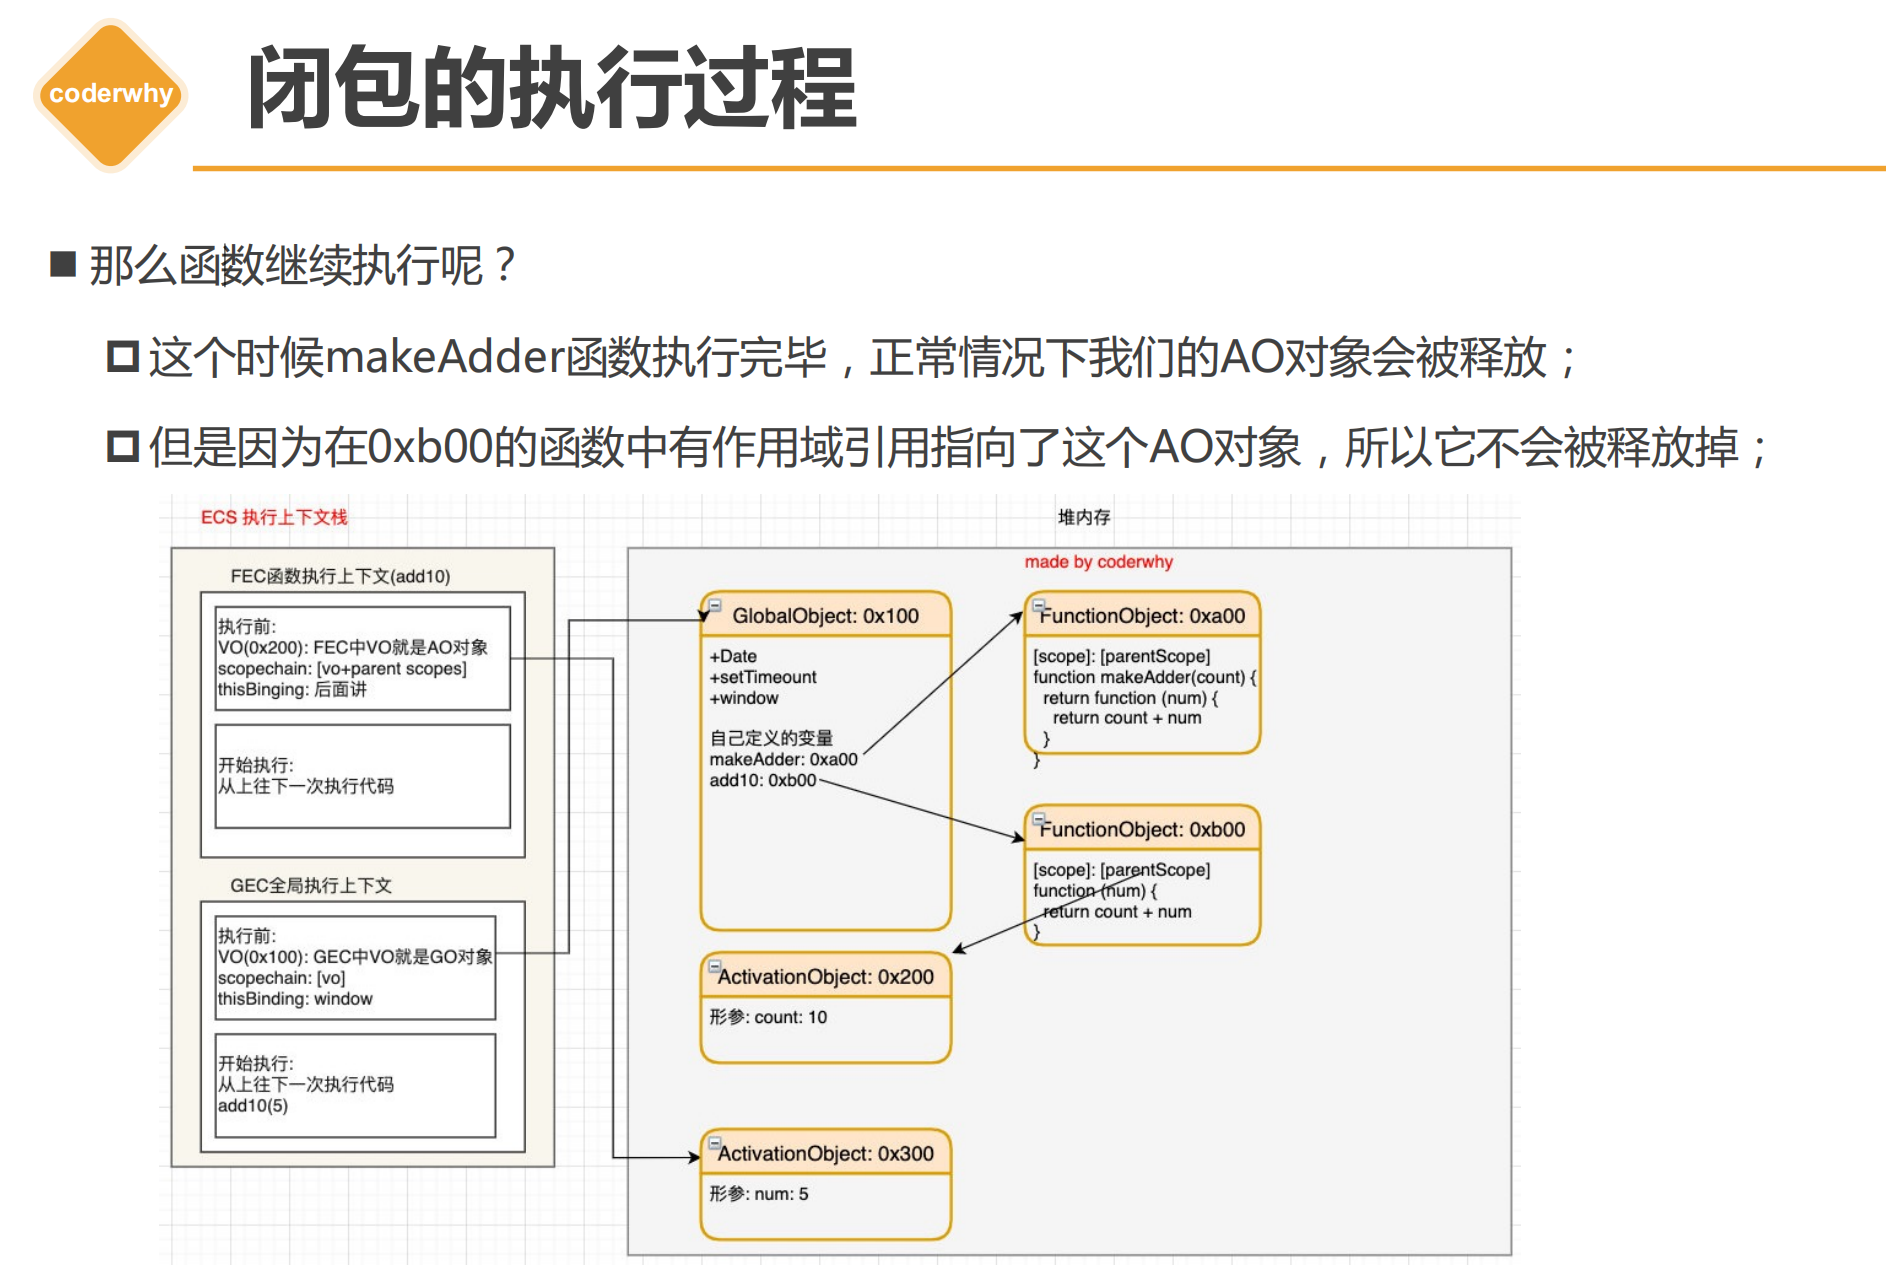 coderwhy
闭包的执行过程
那么函数继续执行呢？
这个时候makeAdder函数执行完毕，正常情况下我们的AO对象会被释放；
但是因为在0xb00的函数中有作用域引用指向了这个AO对象，所以它不会被释放掉；
ECS 执行上下文栈
FEC函数执行上下文(add10)
执行前:
VO(0x200): FEC中VO就是AO对象
scopechain: [vo+parent scopes]
thisBinging: 后面讲
开始执行:
从上往下一次执行代码
GEC全局执行上下文
执行前:
VO(0x100): GEC中VO就是GO对象
scopechain: [vo]
thisBinding: window
开始执行:
从上往下一次执行代码
add10(5)
堆内存
made by coderwhy
GlobalObject: 0x100
+Date
+setTimeout
+window
自己定义的变量
makeAdder: 0xa00
add10: 0xb00
FunctionObject: 0xa00
[scope]: [parentScope]
function makeAdder(count) {
return function (num) {
return count + num
}
}
FunctionObject: 0xb00
[scope]: [parentScope]
function (num) {
return count + num
}
ActivationObject: 0x200
形参: count: 10
ActivationObject: 0x300
形参: num: 5